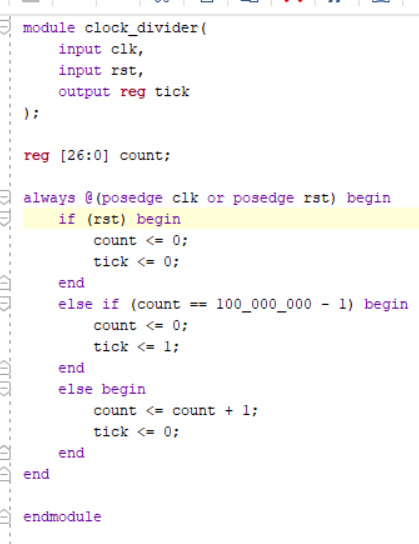 module clock_divider(
    input clk,
    input rst,
    output reg tick
);

reg [26:0] count;

always @(posedge clk or posedge rst) begin
    if (rst) begin
        count <= 0;
        tick <= 0;
    end
    else if (count == 100_000_000 - 1) begin
        count <= 0;
        tick <= 1;
    end
    else begin
        count <= count + 1;
        tick <= 0;
    end
end

endmodule